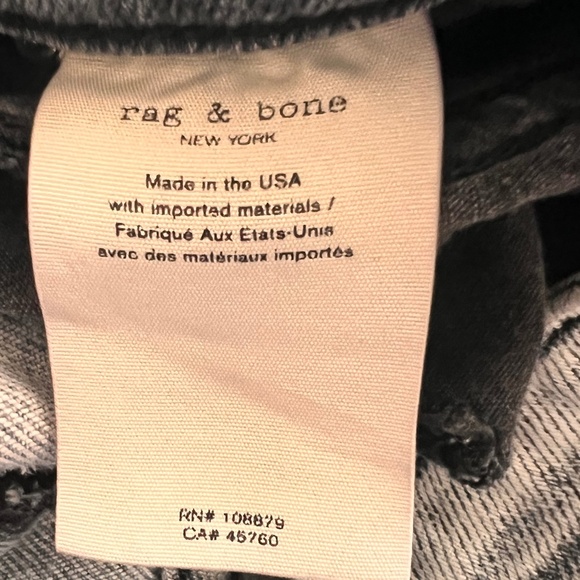 rag & bone
NEW YORK
Made in the USA
with imported materials /
Fabriqué Aux États-Unis
avec des matériaux importés
RN# 108879
CA# 45760